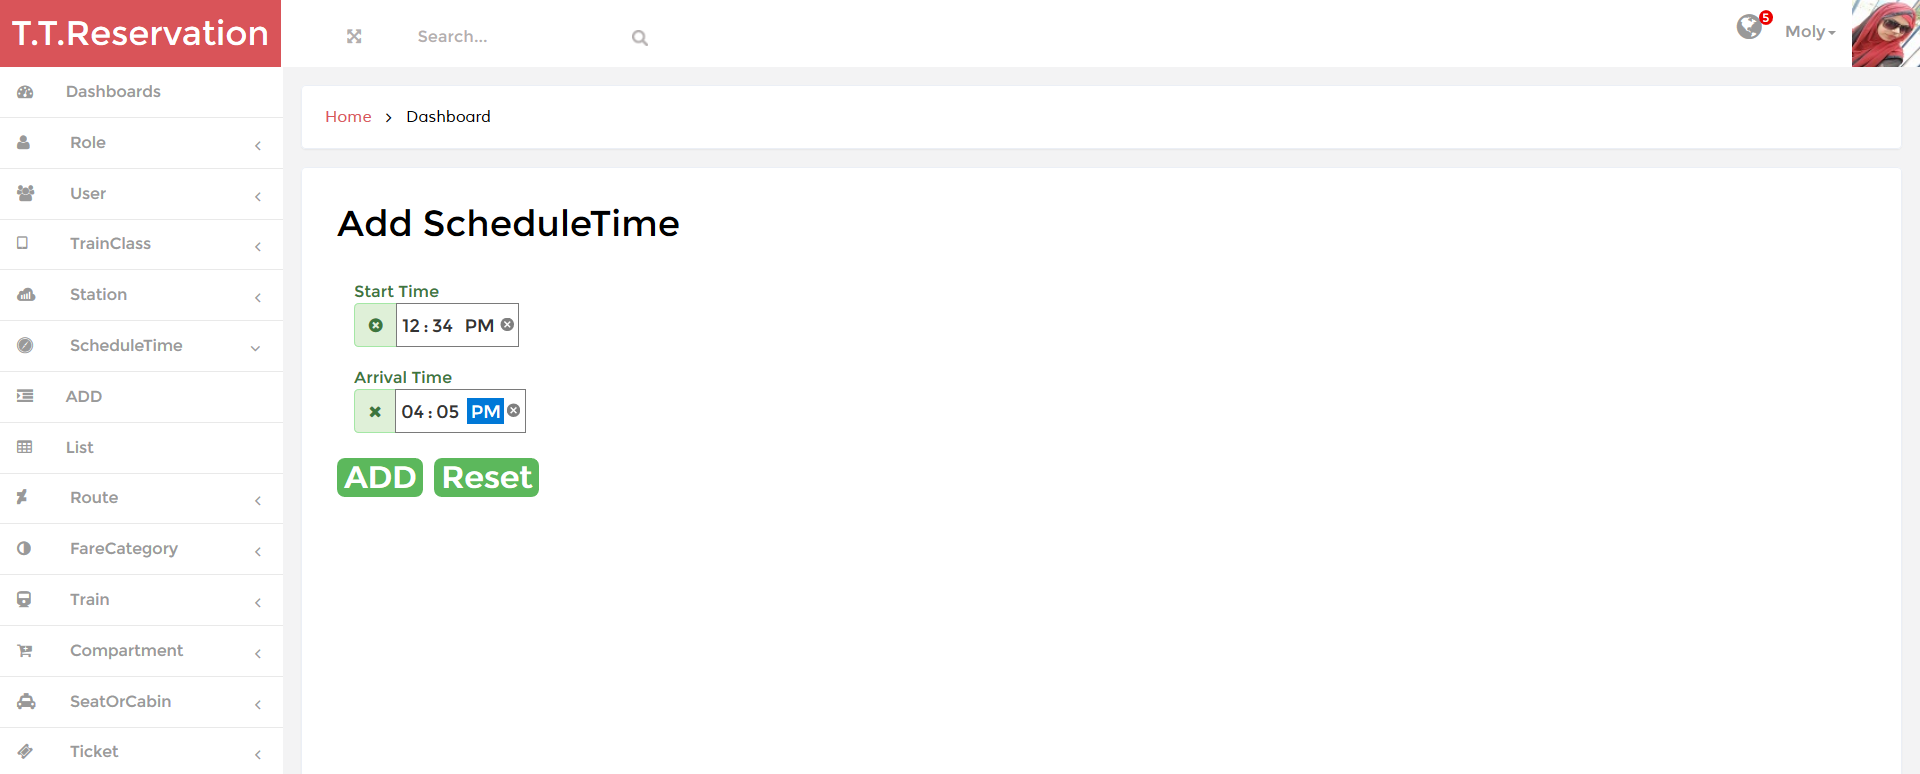 T.T.Reservation
Search...
5
Moly
Dashboards
Role
User
TrainClass
Station
ScheduleTime
ADD
List
Route
FareCategory
Train
Compartment
SeatOrCabin
Ticket
Home > Dashboard
Add ScheduleTime
Start Time
12:34 PM
Arrival Time
04:05 PM
ADD Reset